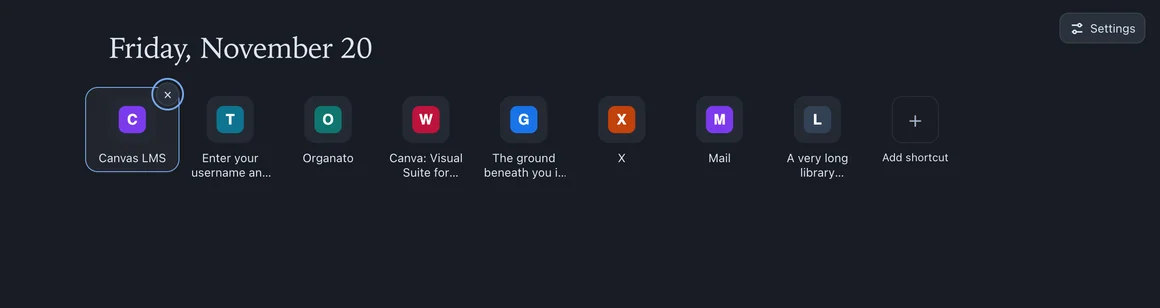 Settings
Friday, November 20
×
C
T
O
W
G
X
M
L
+
Canvas LMS
Enter your
username an...
Organato
Canva: Visual
Suite for...
The ground
beneath you i...
X
Mail
A very long
library...
Add shortcut